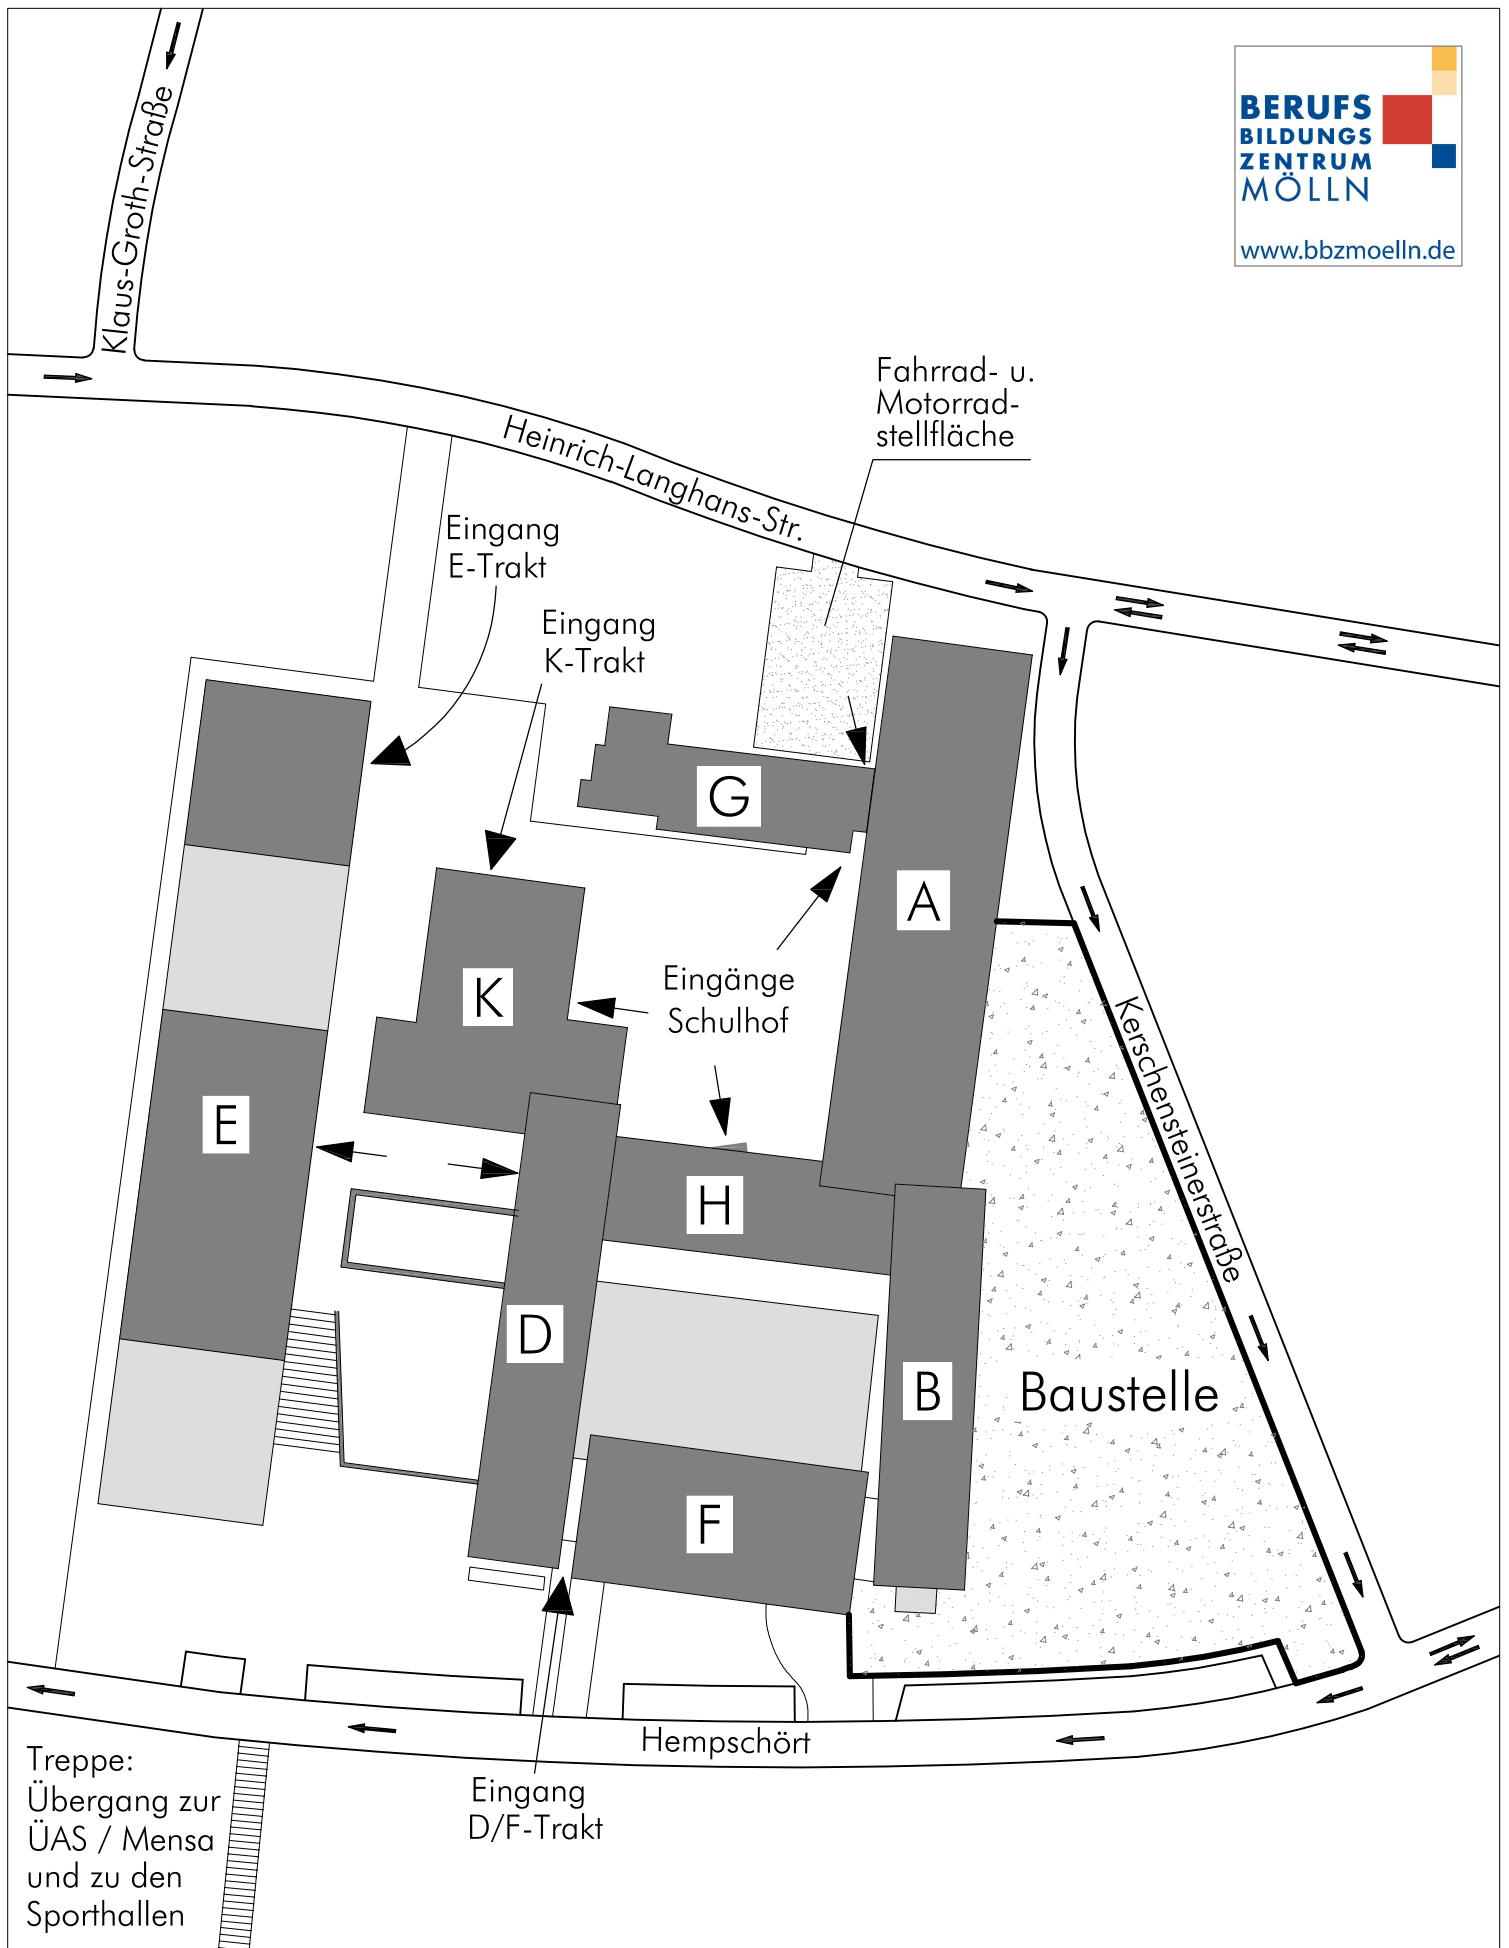 Klaus-Groth-Straße
BERUFS
BILDUNGS
ZENTRUM
MÖLLN
www.bbzmoelln.de
Fahrrad- u.
Motorrad-
stellfläche
Heinrich-Langhans-Str.
Eingang
E-Trakt
Eingang
K-Trakt
G
A
K
Eingänge
Schulhof
Kerschensteinerstraße
E
H
D
B
Baustelle
F
Hempschört
Treppe:
Übergang zur
ÜAS / Mensa
und zu den
Sporthallen
Eingang
D/F-Trakt